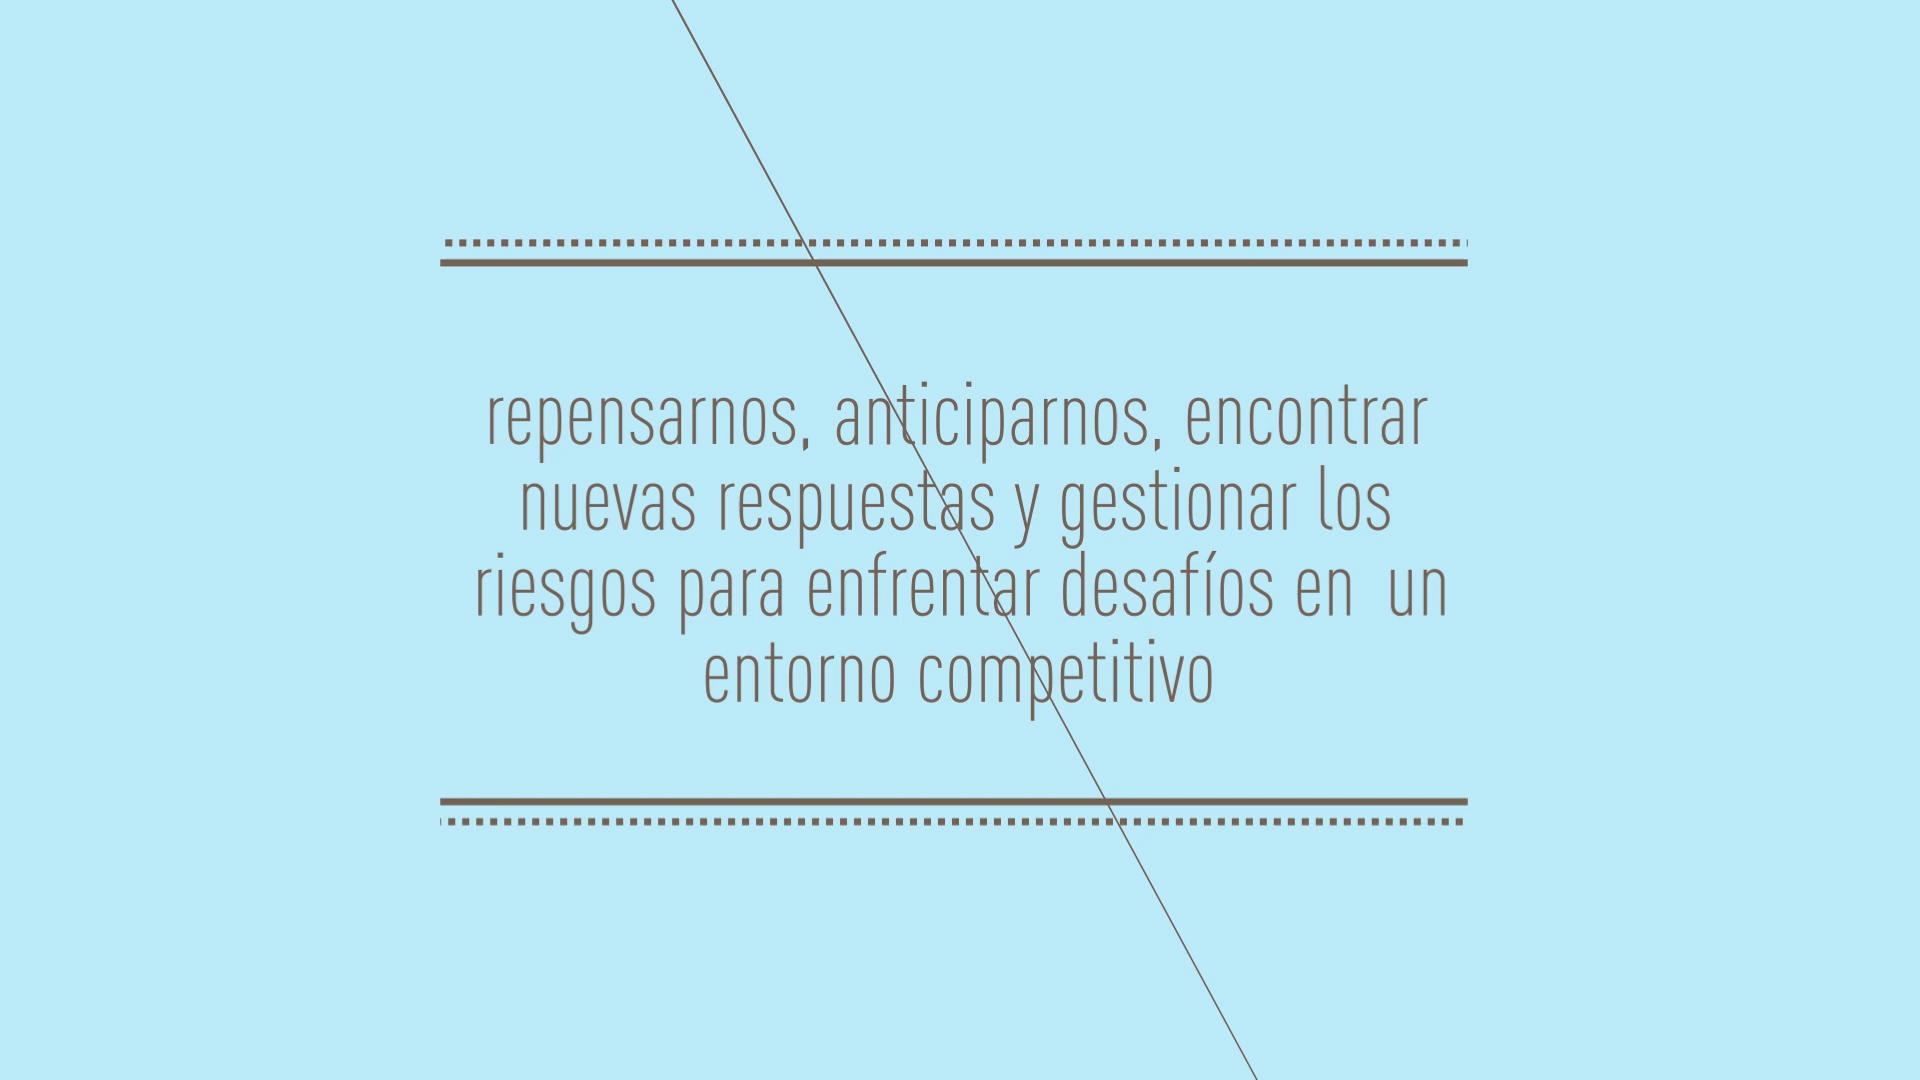 repensarnos, anticiparnos, encontrar
nuevas respuestas y gestionar los
riesgos para enfrentar desafíos en  un
entorno competitivo